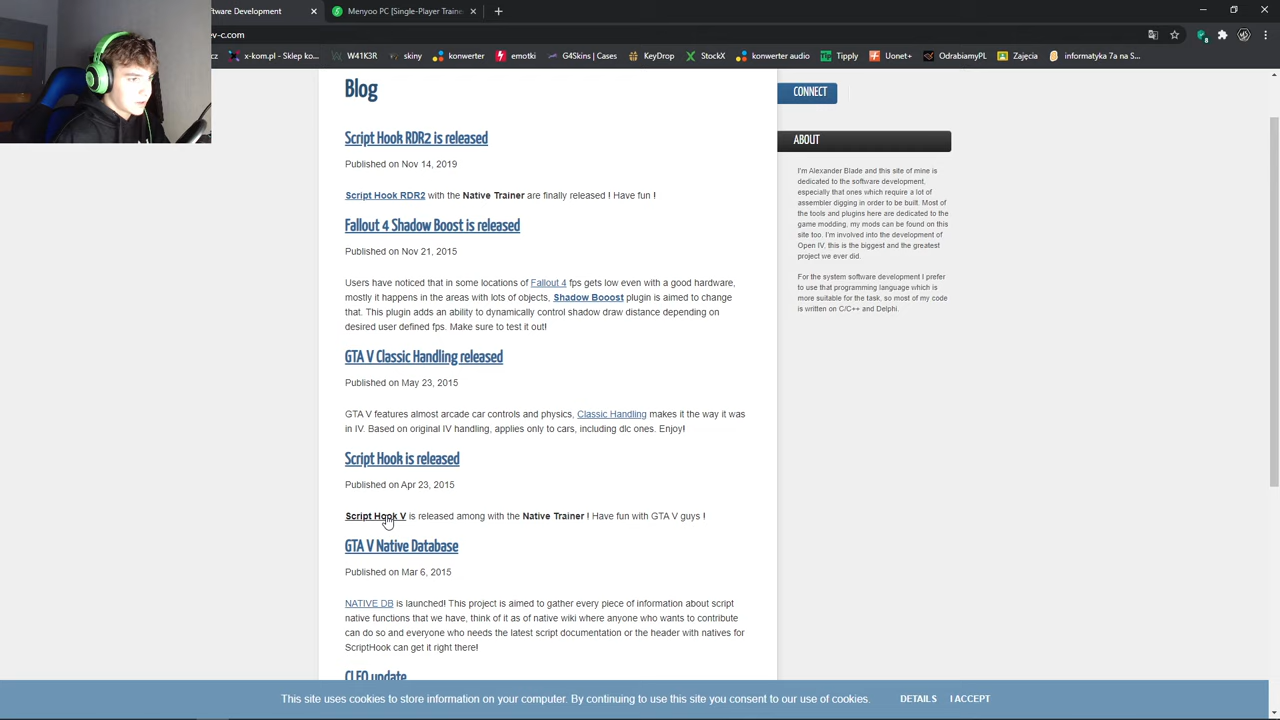 Software
Memory
v-c.com
cz
x-kom.pl - Sklep ko...
W41K3R
skiny
konwerter
emotki
G4Skins | Cases
KeyDrop
StockX
konwerter audio
Tipply
Uonet+
OdrabiamyPL
Zajęcia
informatyka 7a na S...
Blog
CONNECT
Script Hook RDR2 is released
Published on Nov 14, 2019
Script Hook RDR2 with the Native Trainer are finally released ! Have fun !
Fallout 4 Shadow Boost is released
Published on Nov 21, 2015
Users have noticed that in some locations of Fallout 4 fps gets low even with a good hardware,
mostly it happens in the areas with lots of objects, Shadow Booost plugin is aimed to change
that. This plugin adds an ability to dynamically control shadow draw distance depending on
desired user defined fps. Make sure to test it out!
GTA V Classic Handling released
Published on May 23, 2015
GTA V features almost arcade car controls and physics, Classic Handling makes it the way it was
in IV. Based on original IV handling, applies only to cars, including dlc ones. Enjoy!
Script Hook is released
Published on Apr 23, 2015
Script Hook V is released among with the Native Trainer ! Have fun with GTA V guys !
GTA V Native Database
Published on Mar 6, 2015
NATIVE DB is launched! This project is aimed to gather every piece of information about script
native functions that we have, think of it as of native wiki where anyone who wants to contribute
can do so and everyone who needs the latest script documentation or the header with natives for
ScriptHook can get it right there!
CLEO update
ABOUT
I'm Alexander Blade and this site of mine is
dedicated to the software development,
especially that ones which require a lot of
assembler digging in order to be built. Most of
the tools and plugins here are dedicated to the
game modding, my mods can be found on this
site too. I'm involved into the development of
Open IV, this is the biggest and the greatest
project we ever did.
For the system software development I prefer
to use that programming language which is
more suitable for the task, so most of my code
is written on C/C++ and Delphi.
This site uses cookies to store information on your computer. By continuing to use this site you consent to our use of cookies.
DETAILS
I ACCEPT